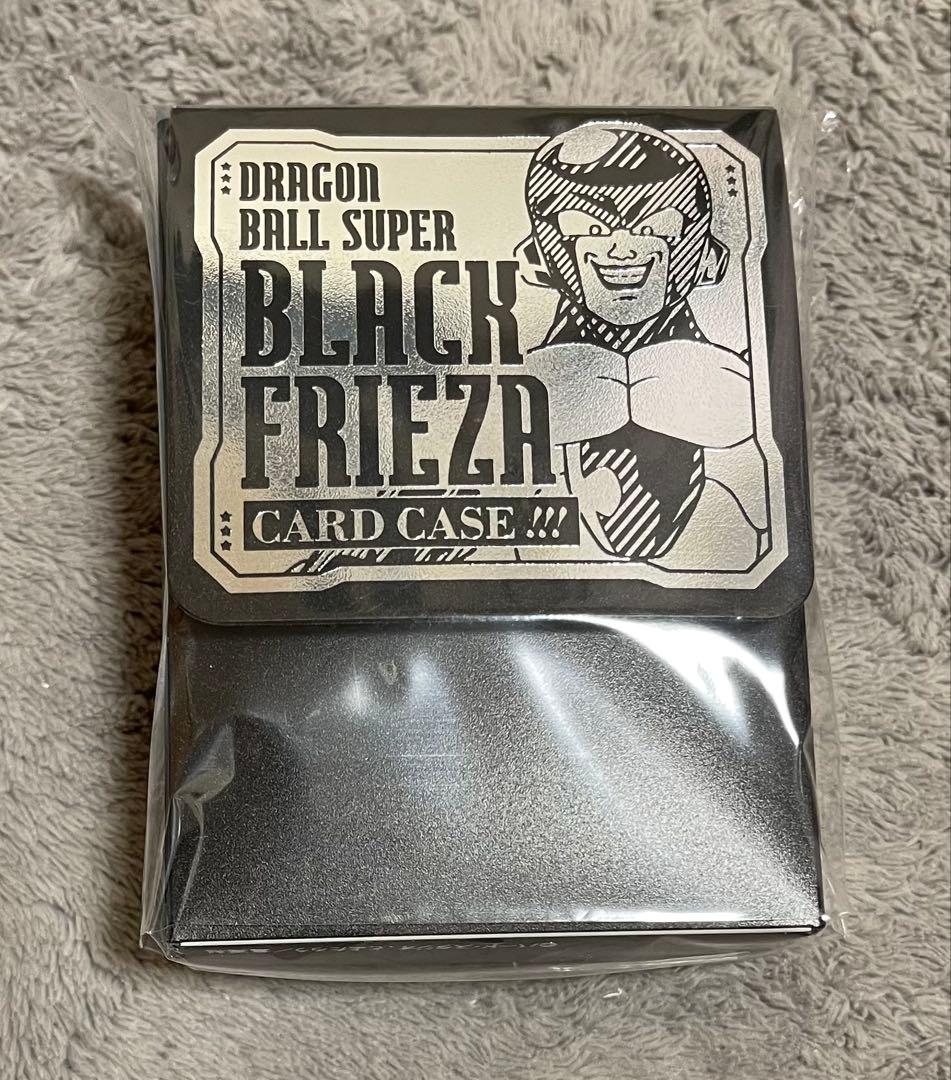 DRAGON
BALL SUPER
BLACK
FRIEZA
CARD CASE !!!